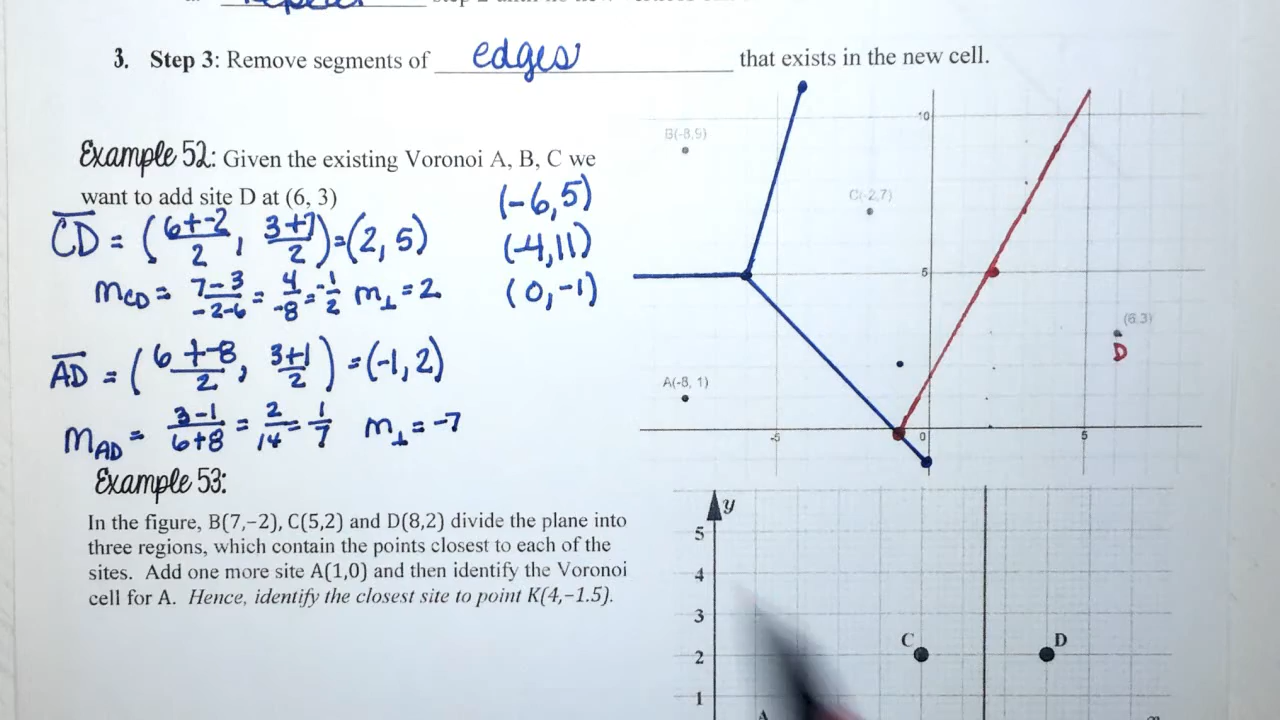 repeat
3. Step 3: Remove segments of edges that exists in the new cell.
Example 52: Given the existing Voronoi A, B, C we
want to add site D at (6, 3)
(-6,5)
CD = (6+-2/2, 3+7/2)=(2, 5)
(-4,11)
mCD = 7-3/-2-6 = 4/-8 = -1/2 m⊥ = 2
(0,-1)
AD = (6+-8/2, 3+1/2) = (-1, 2)
mAD = 3-1/6+8 = 2/14 = 1/7 m⊥ = -7
10
B(-8,9)
C(-2,7)
5
(6,3)
D
A(-8, 1)
-5
0
5
Example 53:
In the figure, B(7,−2), C(5,2) and D(8,2) divide the plane into
three regions, which contain the points closest to each of the
sites. Add one more site A(1,0) and then identify the Voronoi
cell for A. Hence, identify the closest site to point K(4,−1.5).
y
5
4
3
C
D
2
1
A